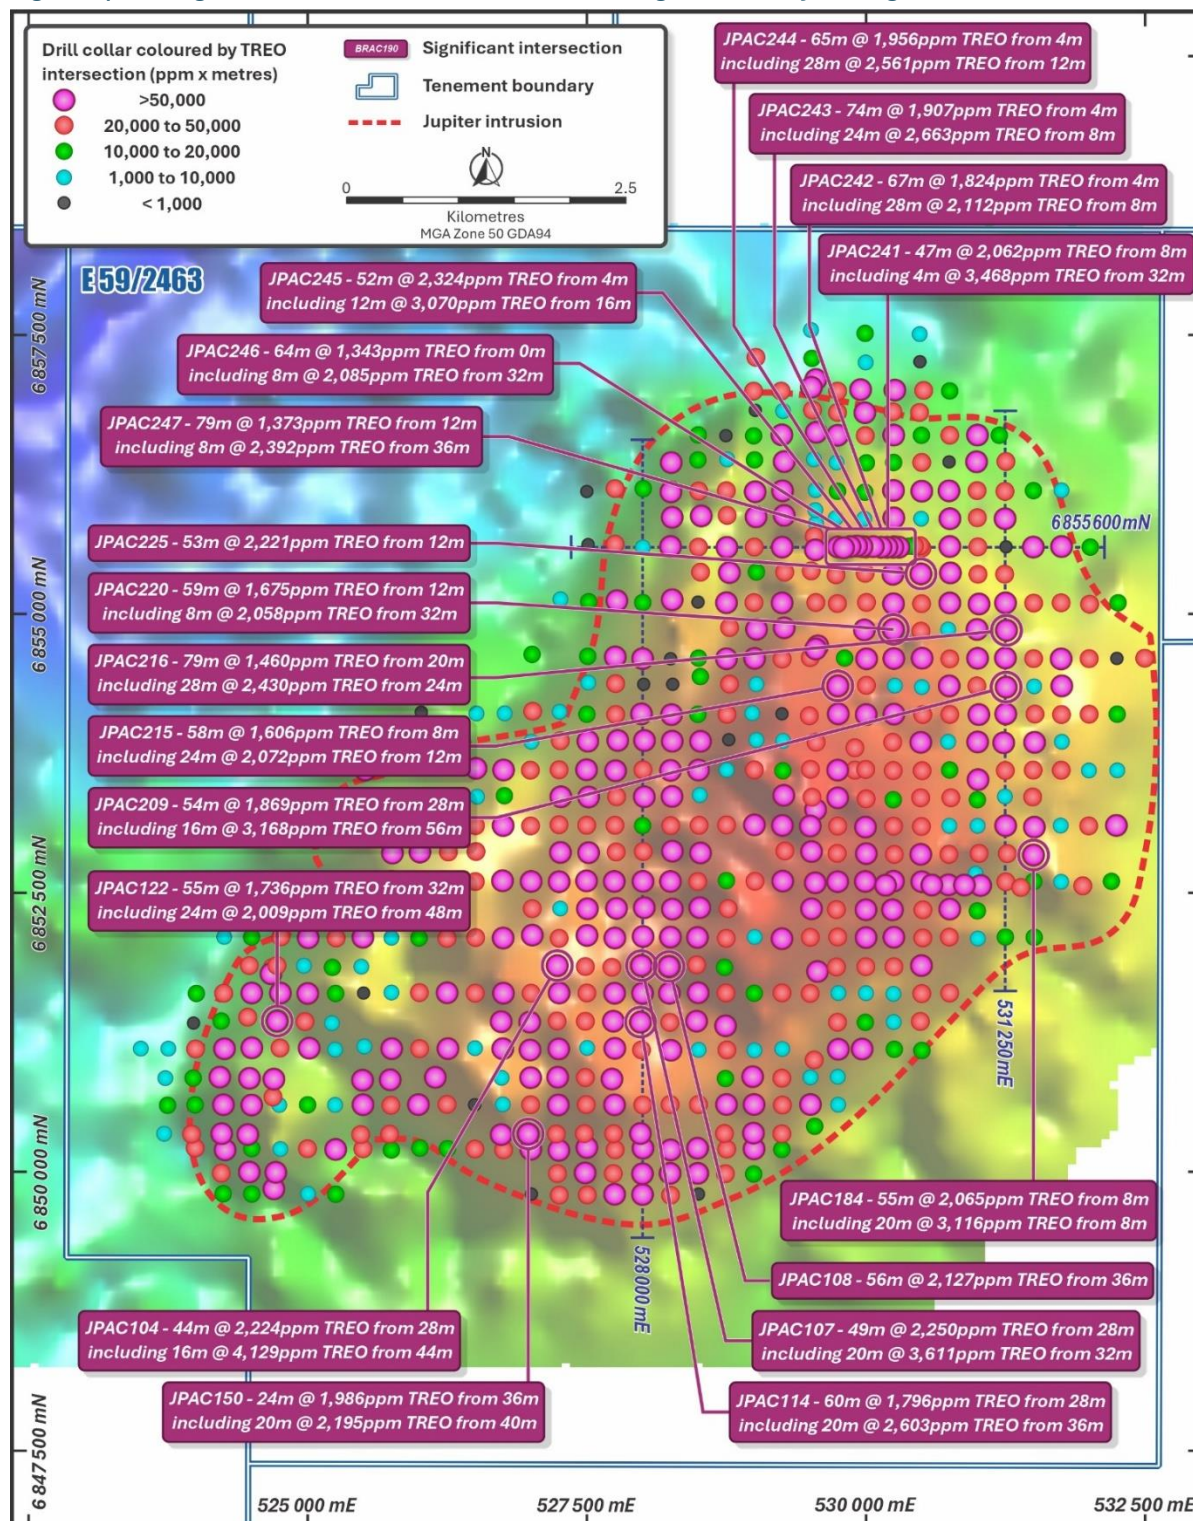 Drill collar coloured by TREO
intersection (ppm x metres)
>50,000
20,000 to 50,000
10,000 to 20,000
1,000 to 10,000
< 1,000
BRAC190
Significant intersection
Tenement boundary
Jupiter intrusion
N
0
2.5
Kilometres
MGA Zone 50 GDA94
JPAC244 - 65m @ 1,956ppm TREO from 4m
including 28m @ 2,561ppm TREO from 12m
JPAC243 - 74m @ 1,907ppm TREO from 4m
including 24m @ 2,663ppm TREO from 8m
JPAC242 - 67m @ 1,824ppm TREO from 4m
including 28m @ 2,112ppm TREO from 8m
JPAC241 - 47m @ 2,062ppm TREO from 8m
including 4m @ 3,468ppm TREO from 32m
E 59/2463
JPAC245 - 52m @ 2,324ppm TREO from 4m
including 12m @ 3,070ppm TREO from 16m
JPAC246 - 64m @ 1,343ppm TREO from 0m
including 8m @ 2,085ppm TREO from 32m
JPAC247 - 79m @ 1,373ppm TREO from 12m
including 8m @ 2,392ppm TREO from 36m
6 855 600 mN
JPAC225 - 53m @ 2,221ppm TREO from 12m
JPAC220 - 59m @ 1,675ppm TREO from 12m
including 8m @ 2,058ppm TREO from 32m
JPAC216 - 79m @ 1,460ppm TREO from 20m
including 28m @ 2,430ppm TREO from 24m
JPAC215 - 58m @ 1,606ppm TREO from 8m
including 24m @ 2,072ppm TREO from 12m
JPAC209 - 54m @ 1,869ppm TREO from 28m
including 16m @ 3,168ppm TREO from 56m
JPAC122 - 55m @ 1,736ppm TREO from 32m
including 24m @ 2,009ppm TREO from 48m
531 250 mE
528 000 mE
JPAC184 - 55m @ 2,065ppm TREO from 8m
including 20m @ 3,116ppm TREO from 8m
JPAC108 - 56m @ 2,127ppm TREO from 36m
JPAC104 - 44m @ 2,224ppm TREO from 28m
including 16m @ 4,129ppm TREO from 44m
JPAC107 - 49m @ 2,250ppm TREO from 28m
including 20m @ 3,611ppm TREO from 32m
JPAC150 - 24m @ 1,986ppm TREO from 36m
including 20m @ 2,195ppm TREO from 40m
JPAC114 - 60m @ 1,796ppm TREO from 28m
including 20m @ 2,603ppm TREO from 36m
6 857 500 mN
6 855 000 mN
6 852 500 mN
6 850 000 mN
6 847 500 mN
525 000 mE
527 500 mE
530 000 mE
532 500 mE